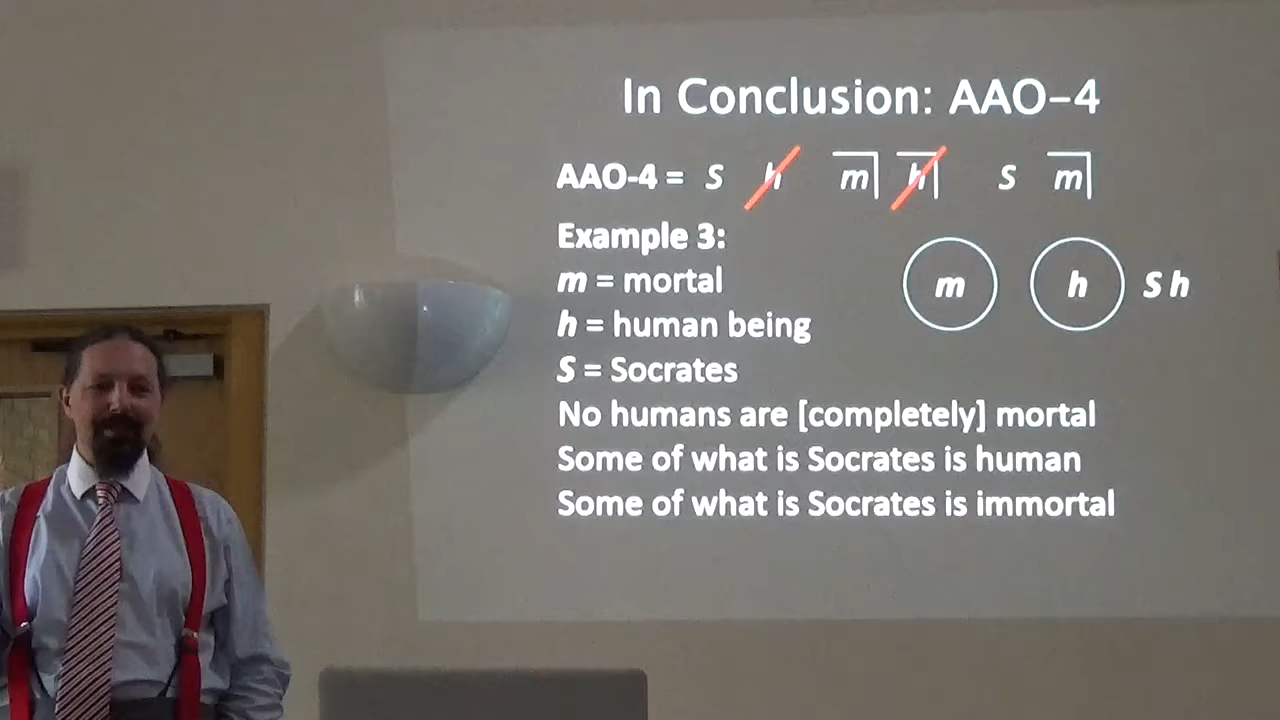 In Conclusion: AAO–4
AAO-4 = S h m h S m
Example 3:
m = mortal
m h S h
h = human being
S = Socrates
No humans are [completely] mortal
Some of what is Socrates is human
Some of what is Socrates is immortal